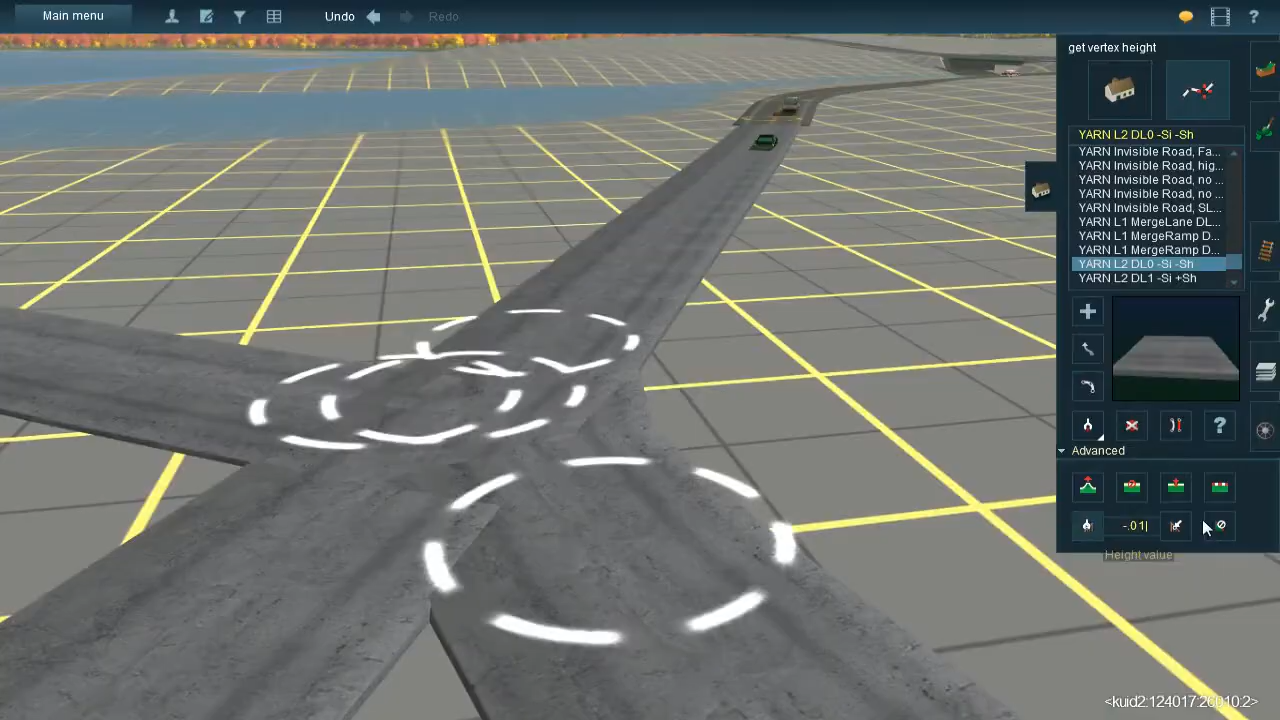 Main menu
Undo
Redo
?
get vertex height
YARN L2 DL0 -Si -Sh
YARN Invisible Road, Fa...
YARN Invisible Road, hig...
YARN Invisible Road, no ...
YARN Invisible Road, no ...
YARN Invisible Road, SL...
YARN L1 MergeLane DL...
YARN L1 MergeRamp D...
YARN L1 MergeRamp D...
YARN L2 DL0 -Si -Sh
YARN L2 DL1 -Si +Sh
?
Advanced
-.01
Height value
<kuid2:124017:26010:2>